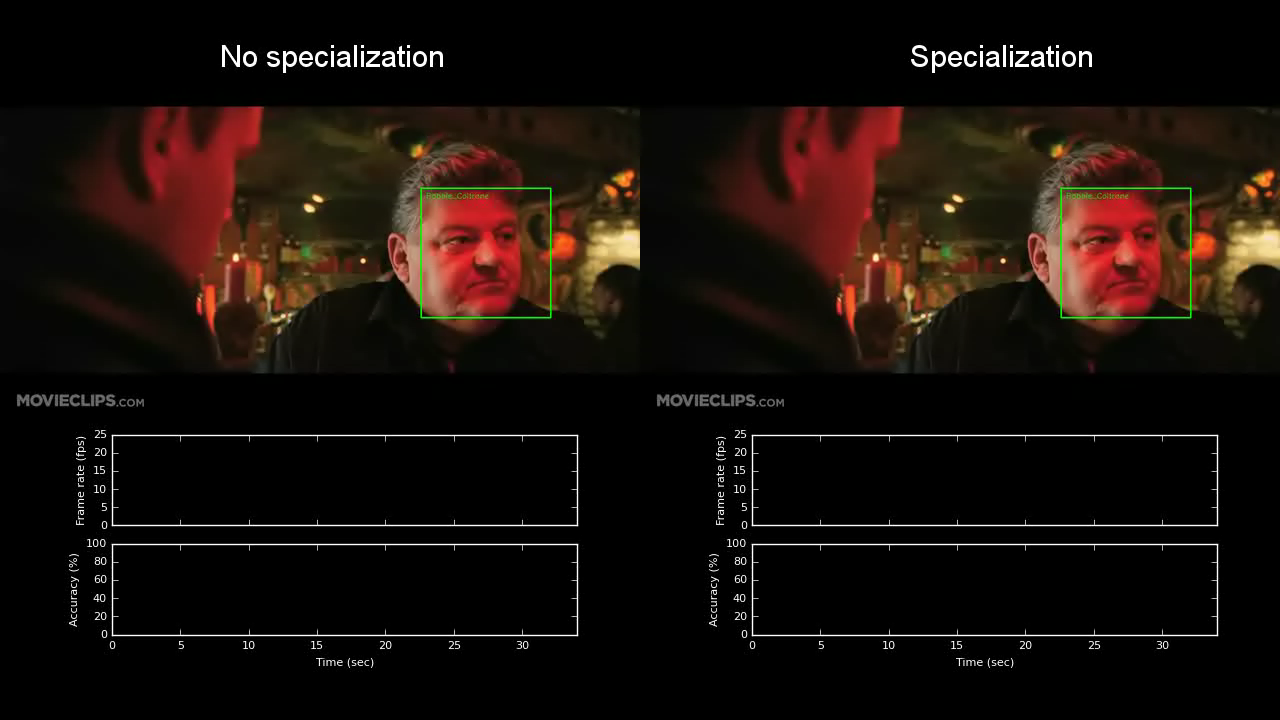 No specialization
Specialization
Robbie_Coltrane
Robbie_Coltrane
MOVIECLIPS.COM
MOVIECLIPS.COM
Frame rate (fps)
25
20
15
10
5
0
Accuracy (%)
100
80
60
40
20
0
0 5 10 15 20 25 30
Time (sec)
Frame rate (fps)
25
20
15
10
5
0
Accuracy (%)
100
80
60
40
20
0
0 5 10 15 20 25 30
Time (sec)